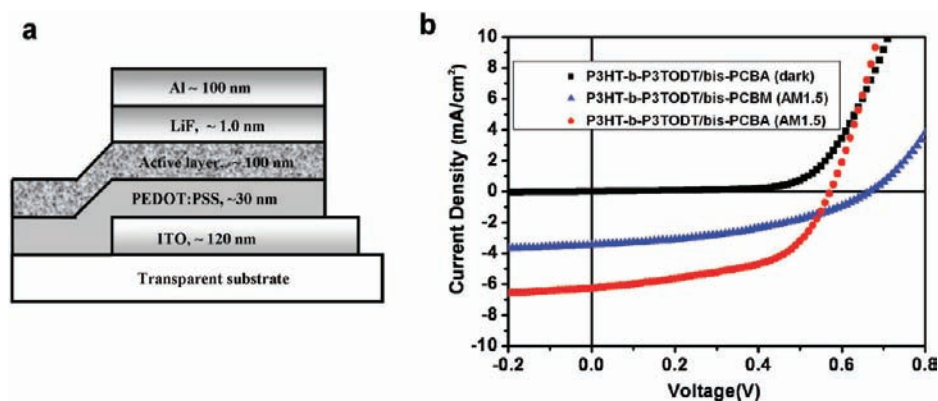 a
Al ~ 100 nm
LiF, ~ 1.0 nm
Active layer, ~100 nm
PEDOT:PSS, ~30 nm
ITO, ~ 120 nm
Transparent substrate
b
P3HT-b-P3TODT/bis-PCBA (dark)
P3HT-b-P3TODT/bis-PCBM (AM1.5)
P3HT-b-P3TODT/bis-PCBA (AM1.5)
Current Density (mA/cm²)
10
8
6
4
2
0
-2
-4
-6
-8
-10
-0.2 0.0 0.2 0.4 0.6 0.8
Voltage(V)